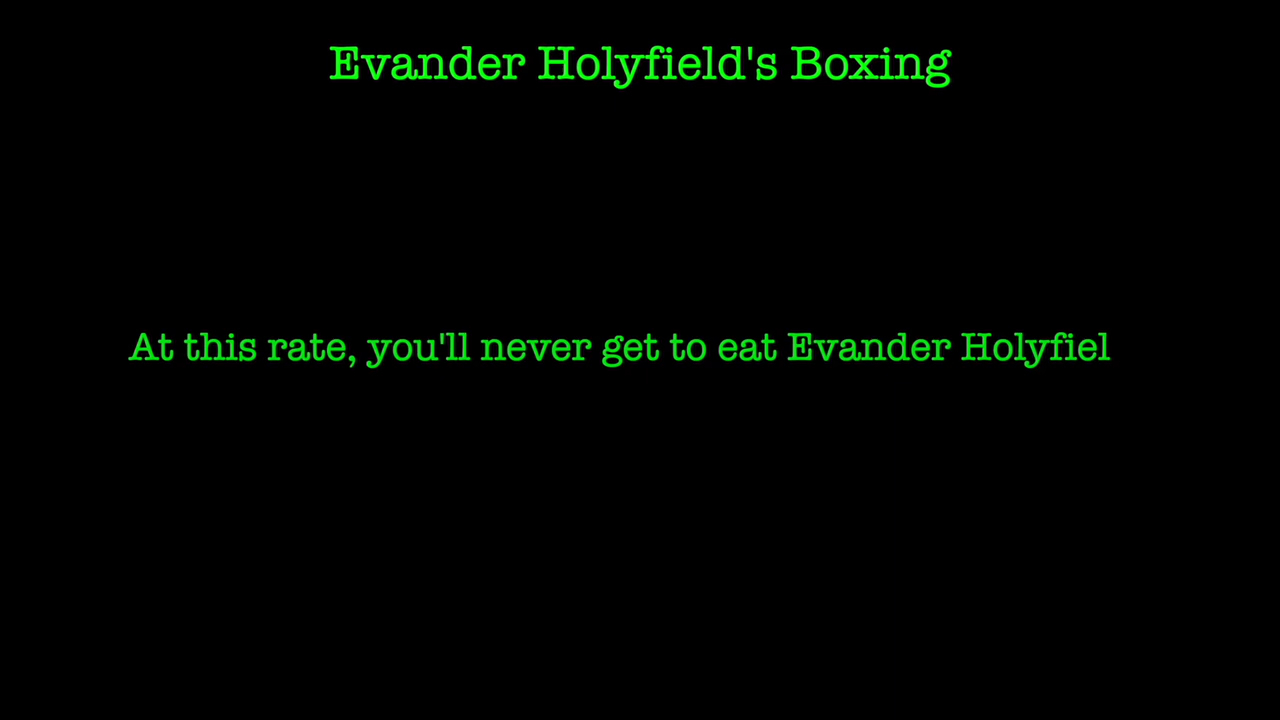 Evander Holyfield's Boxing
At this rate, you'll never get to eat Evander Holyfiel